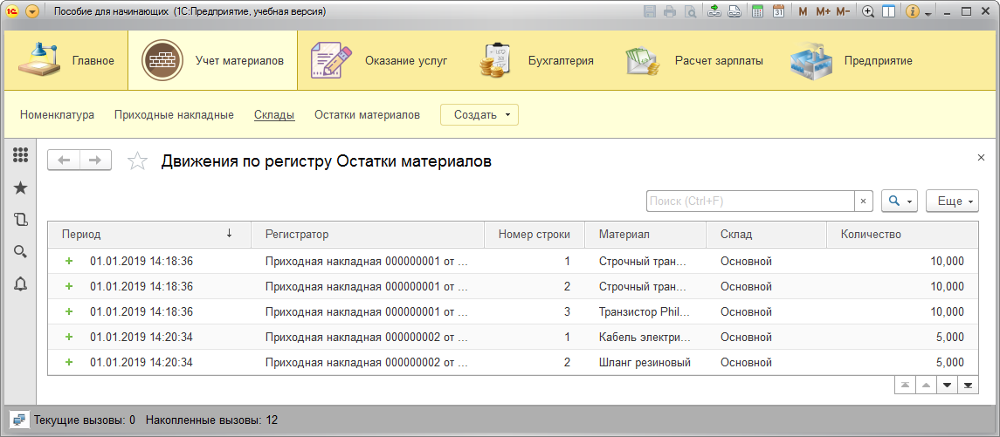 Пособие для начинающих (1С:Предприятие, учебная версия) 31 M M+ M-
Главное Учет материалов Оказание услуг Бухгалтерия Расчет зарплаты Предприятие
Номенклатура Приходные накладные Склады Остатки материалов Создать
Движения по регистру Остатки материалов
Поиск (Ctrl+F) Еще
Период Регистратор Номер строки Материал Склад Количество
01.01.2019 14:18:36 Приходная накладная 000000001 от ... 1 Строчный тран... Основной 10,000
01.01.2019 14:18:36 Приходная накладная 000000001 от ... 2 Строчный тран... Основной 10,000
01.01.2019 14:18:36 Приходная накладная 000000001 от ... 3 Транзистор Phil... Основной 10,000
01.01.2019 14:20:34 Приходная накладная 000000002 от ... 1 Кабель электри... Основной 5,000
01.01.2019 14:20:34 Приходная накладная 000000002 от ... 2 Шланг резиновый Основной 5,000
Текущие вызовы: 0 Накопленные вызовы: 12